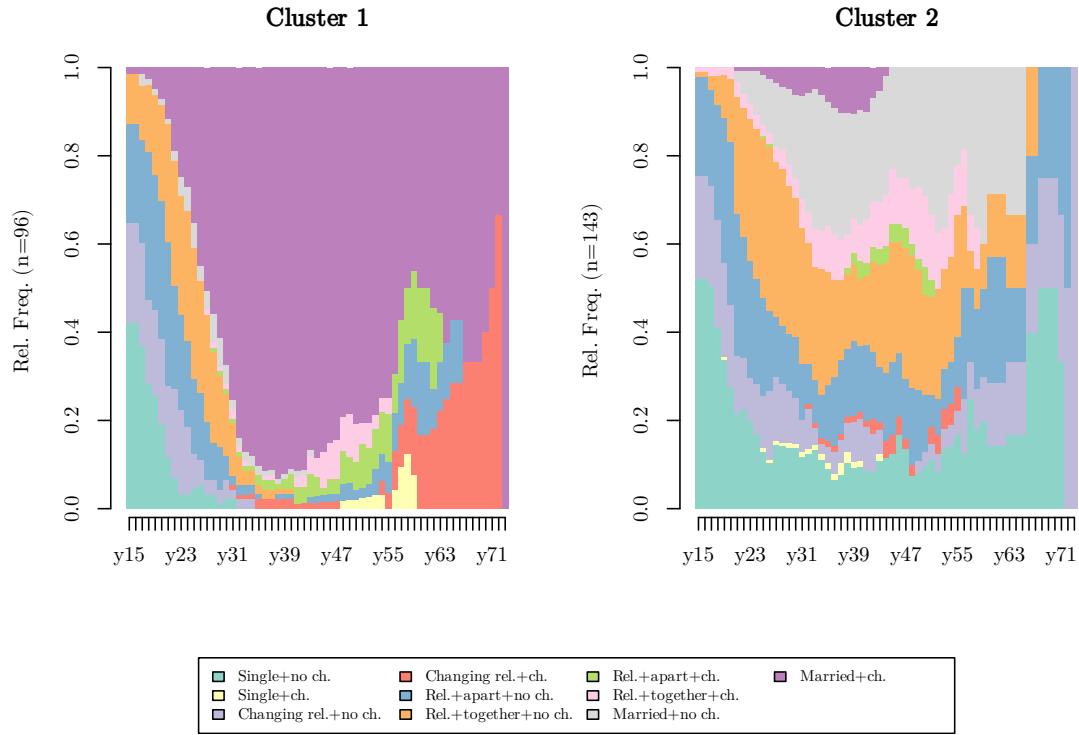 Cluster 1
Cluster 2
Rel. Freq. (n=96)
0.0 0.2 0.4 0.6 0.8 1.0
y15 y23 y31 y39 y47 y55 y63 y71
Rel. Freq. (n=143)
0.0 0.2 0.4 0.6 0.8 1.0
y15 y23 y31 y39 y47 y55 y63 y71
Single+no ch. Changing rel.+ch. Rel.+apart+ch. Married+ch.
Single+ch. Rel.+apart+no ch. Rel.+together+ch.
Changing rel.+no ch. Rel.+together+no ch. Married+no ch.